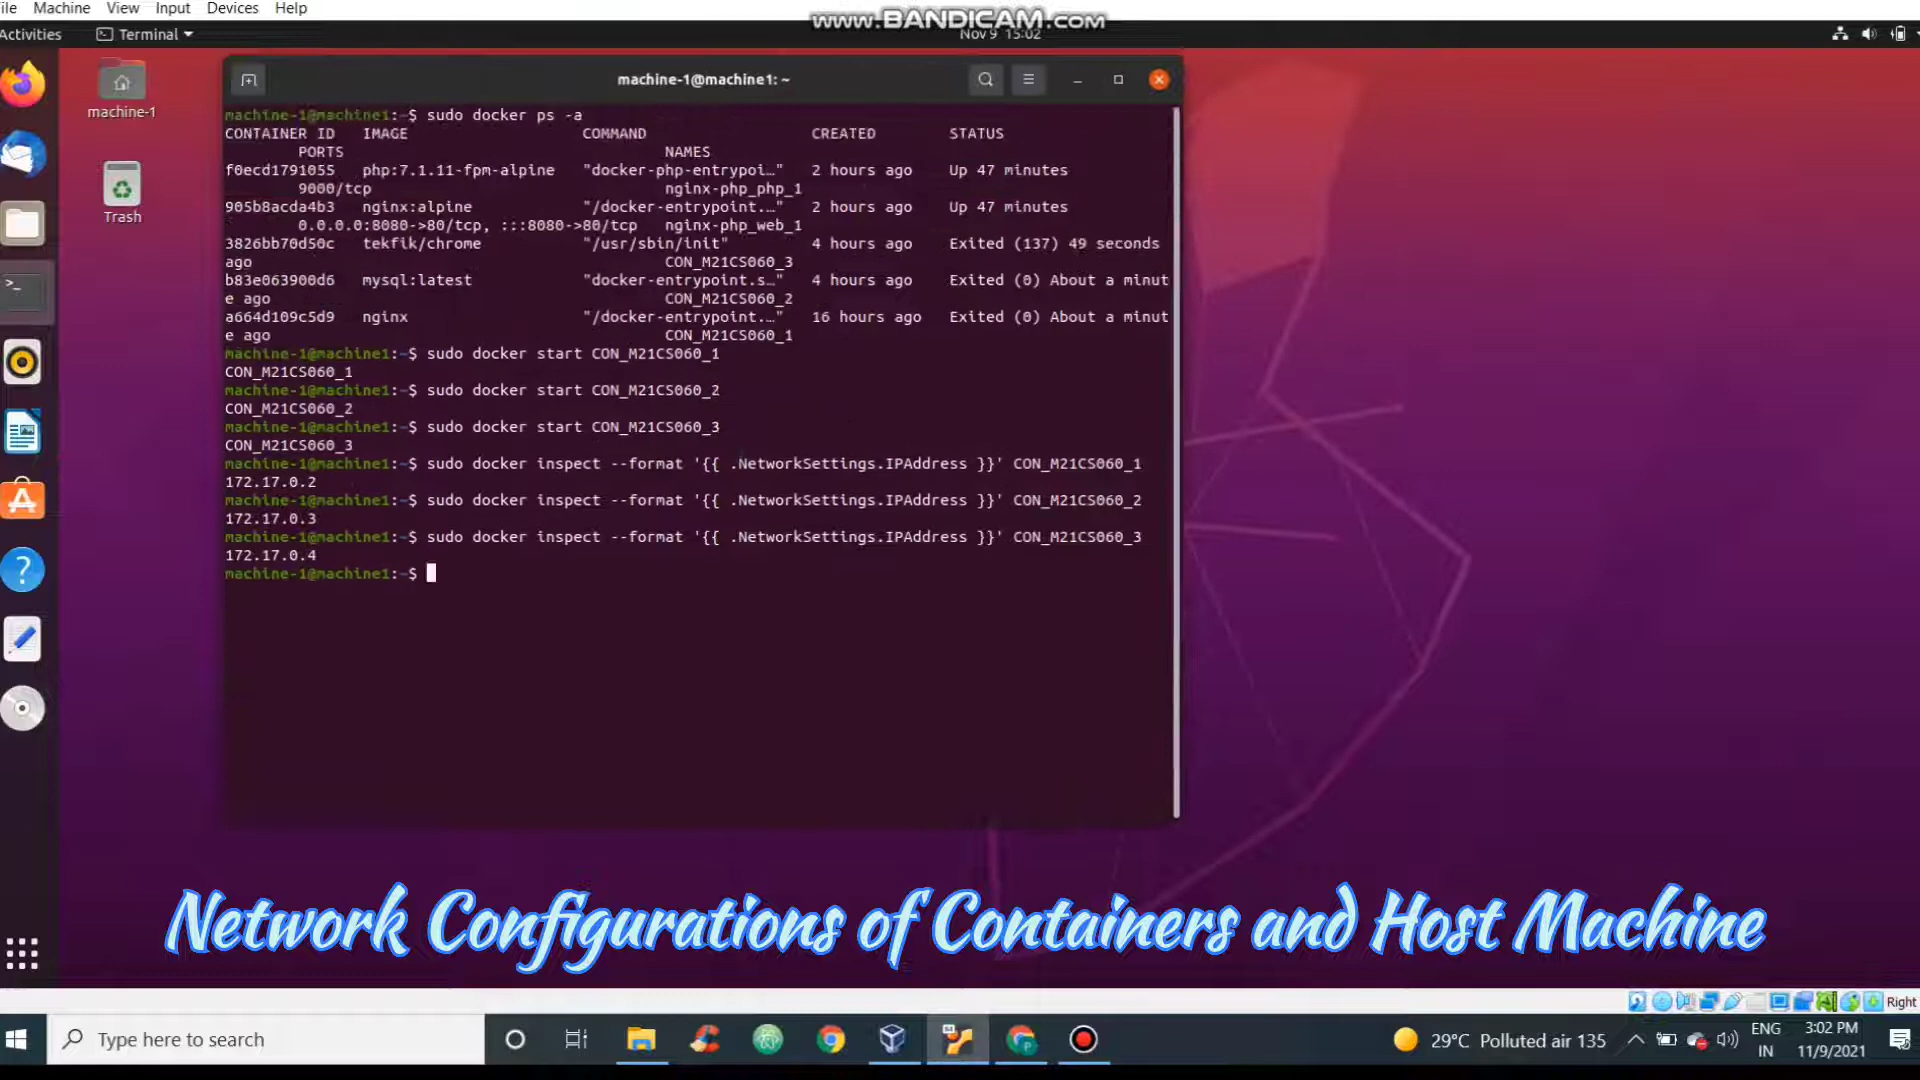 ile Machine View Input Devices Help
www.BANDICAM.com
Activities Terminal Nov 9 15:02
machine-1
Trash
machine-1@machine1: ~
machine-1@machine1:~$ sudo docker ps -a
CONTAINER ID IMAGE COMMAND CREATED STATUS
PORTS NAMES
f0ecd1791055 php:7.1.11-fpm-alpine "docker-php-entrypoi…" 2 hours ago Up 47 minutes
9000/tcp nginx-php_php_1
905b8acda4b3 nginx:alpine "/docker-entrypoint.…" 2 hours ago Up 47 minutes
0.0.0.0:8080->80/tcp, :::8080->80/tcp nginx-php_web_1
3826bb70d50c tekfik/chrome "/usr/sbin/init" 4 hours ago Exited (137) 49 seconds
ago CON_M21CS060_3
b83e063900d6 mysql:latest "docker-entrypoint.s…" 4 hours ago Exited (0) About a minut
e ago CON_M21CS060_2
a664d109c5d9 nginx "/docker-entrypoint.…" 16 hours ago Exited (0) About a minut
e ago CON_M21CS060_1
machine-1@machine1:~$ sudo docker start CON_M21CS060_1
CON_M21CS060_1
machine-1@machine1:~$ sudo docker start CON_M21CS060_2
CON_M21CS060_2
machine-1@machine1:~$ sudo docker start CON_M21CS060_3
CON_M21CS060_3
machine-1@machine1:~$ sudo docker inspect --format '{{ .NetworkSettings.IPAddress }}' CON_M21CS060_1
172.17.0.2
machine-1@machine1:~$ sudo docker inspect --format '{{ .NetworkSettings.IPAddress }}' CON_M21CS060_2
172.17.0.3
machine-1@machine1:~$ sudo docker inspect --format '{{ .NetworkSettings.IPAddress }}' CON_M21CS060_3
172.17.0.4
machine-1@machine1:~$
Network Configurations of Containers and Host Machine
Right
Type here to search
29°C Polluted air 135
ENG
IN
3:02 PM
11/9/2021